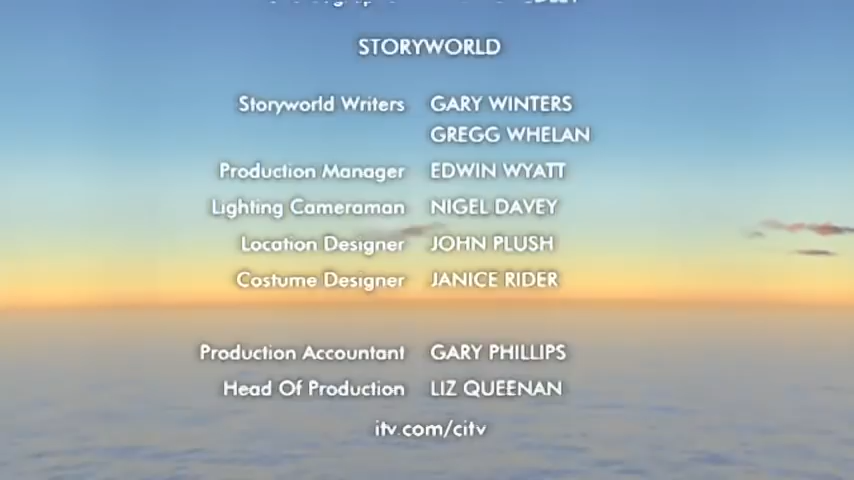 STORYWORLD
Storyworld Writers GARY WINTERS
GREGG WHELAN
Production Manager EDWIN WYATT
Lighting Cameraman NIGEL DAVEY
Location Designer JOHN PLUSH
Costume Designer JANICE RIDER
Production Accountant GARY PHILLIPS
Head Of Production LIZ QUEENAN
itv.com/citv